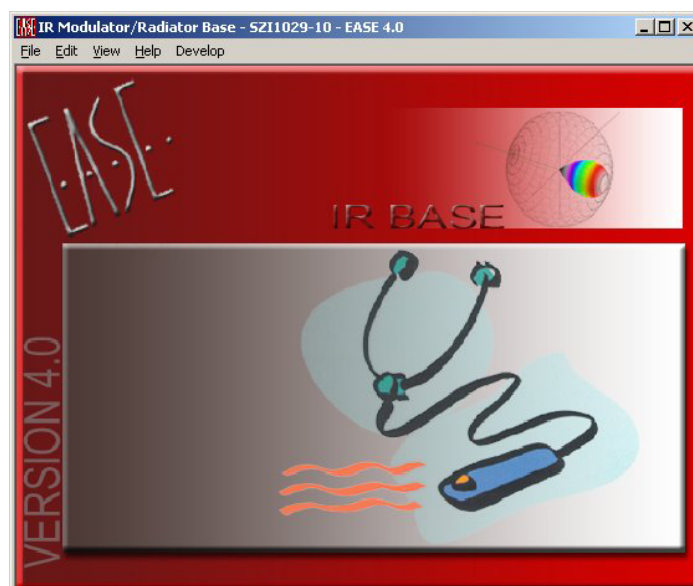 IR Modulator/Radiator Base - SZI1029-10 - EASE 4.0
File Edit View Help Develop
EASE
IR BASE
VERSION 4.0